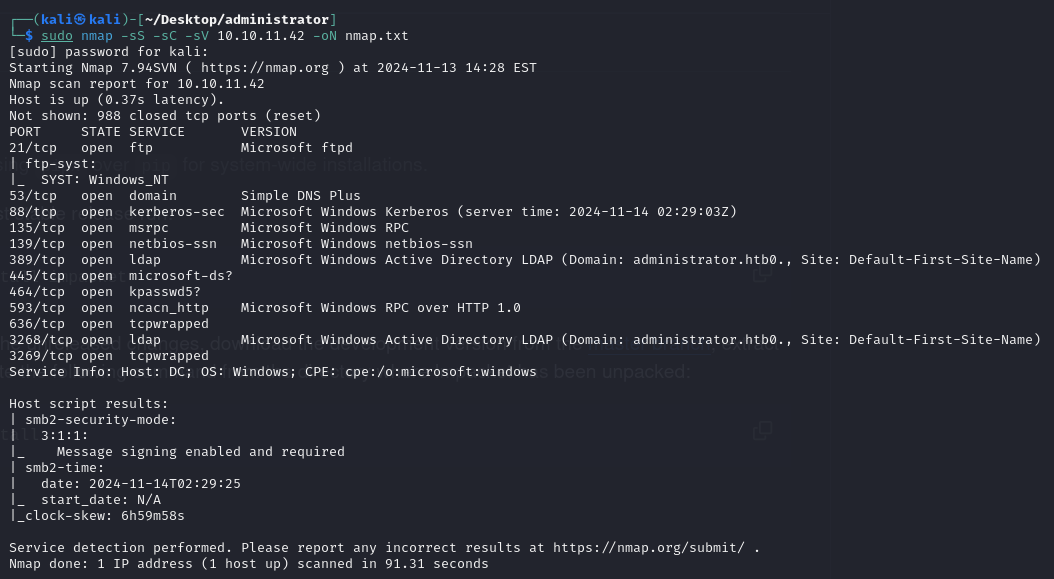 ┌──(kali㉿kali)-[~/Desktop/administrator]
└─$ sudo nmap -sS -sC -sV 10.10.11.42 -oN nmap.txt
[sudo] password for kali:
Starting Nmap 7.94SVN ( https://nmap.org ) at 2024-11-13 14:28 EST
Nmap scan report for 10.10.11.42
Host is up (0.37s latency).
Not shown: 988 closed tcp ports (reset)
PORT     STATE SERVICE       VERSION
21/tcp   open  ftp           Microsoft ftpd
| ftp-syst:
|_  SYST: Windows_NT
53/tcp   open  domain        Simple DNS Plus
88/tcp   open  kerberos-sec  Microsoft Windows Kerberos (server time: 2024-11-14 02:29:03Z)
135/tcp  open  msrpc         Microsoft Windows RPC
139/tcp  open  netbios-ssn   Microsoft Windows netbios-ssn
389/tcp  open  ldap          Microsoft Windows Active Directory LDAP (Domain: administrator.htb0., Site: Default-First-Site-Name)
445/tcp  open  microsoft-ds?
464/tcp  open  kpasswd5?
593/tcp  open  ncacn_http    Microsoft Windows RPC over HTTP 1.0
636/tcp  open  tcpwrapped
3268/tcp open  ldap          Microsoft Windows Active Directory LDAP (Domain: administrator.htb0., Site: Default-First-Site-Name)
3269/tcp open  tcpwrapped
Service Info: Host: DC; OS: Windows; CPE: cpe:/o:microsoft:windows

Host script results:
| smb2-security-mode:
|   3:1:1:
|_    Message signing enabled and required
| smb2-time:
|   date: 2024-11-14T02:29:25
|_  start_date: N/A
|_clock-skew: 6h59m58s

Service detection performed. Please report any incorrect results at https://nmap.org/submit/ .
Nmap done: 1 IP address (1 host up) scanned in 91.31 seconds